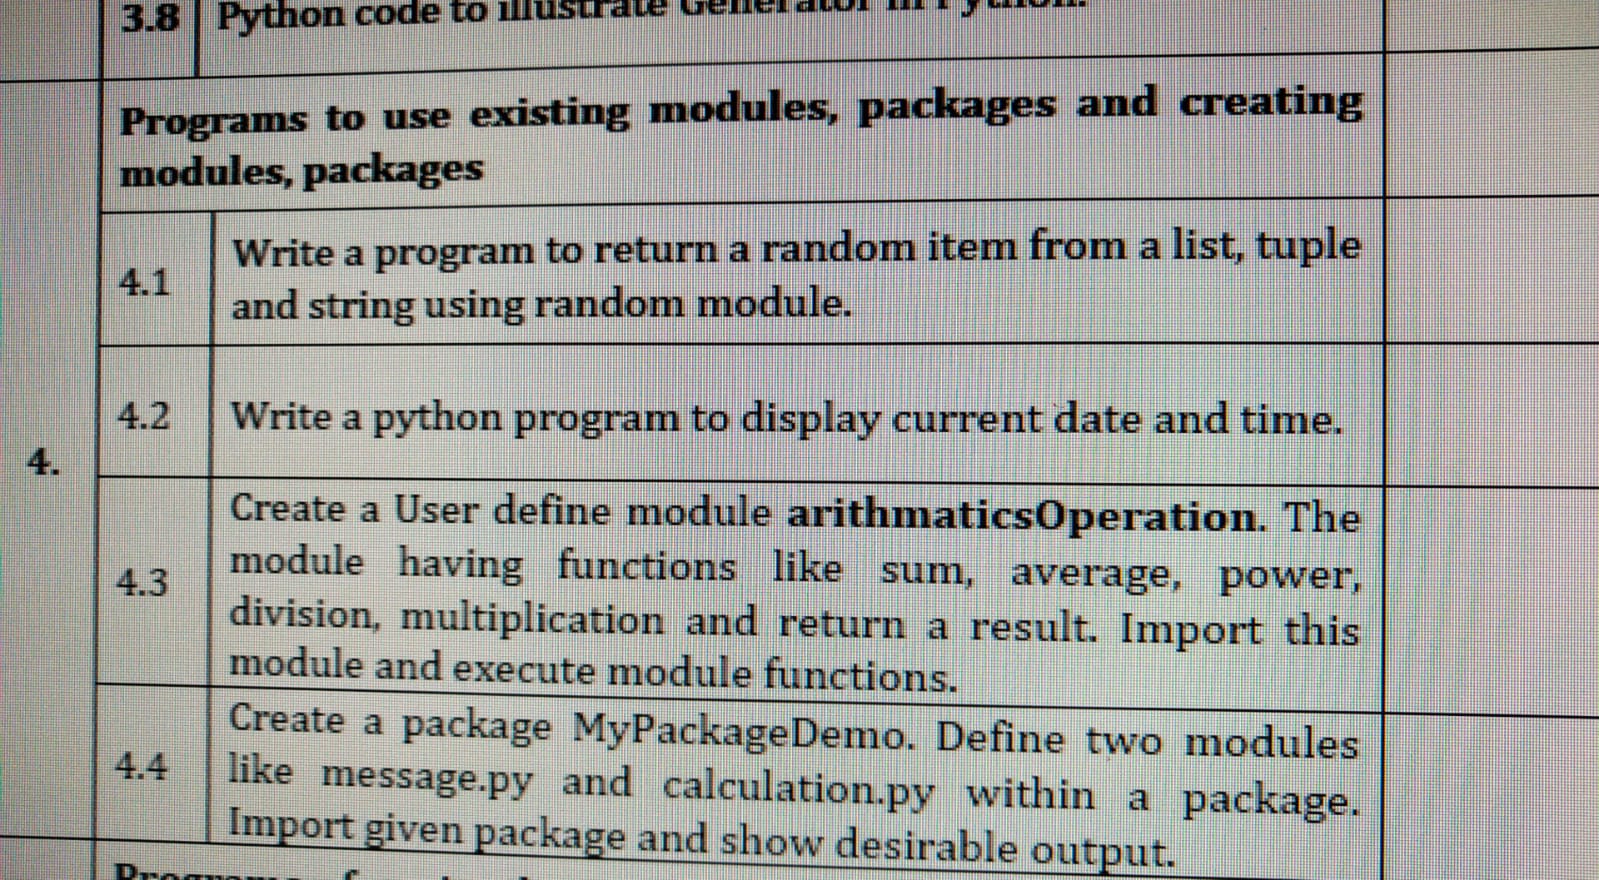 3.8 Python code to illustrate Generator in Python.
Programs to use existing modules, packages and creating
modules, packages
4.
4.1
Write a program to return a random item from a list, tuple
and string using random module.
4.2 Write a python program to display current date and time.
4.3
Create a User define module arithmaticsOperation. The
module having functions like sum, average, power,
division, multiplication and return a result. Import this
module and execute module functions.
4.4
Create a package MyPackageDemo. Define two modules
like message.py and calculation.py within a package.
Import given package and show desirable output.